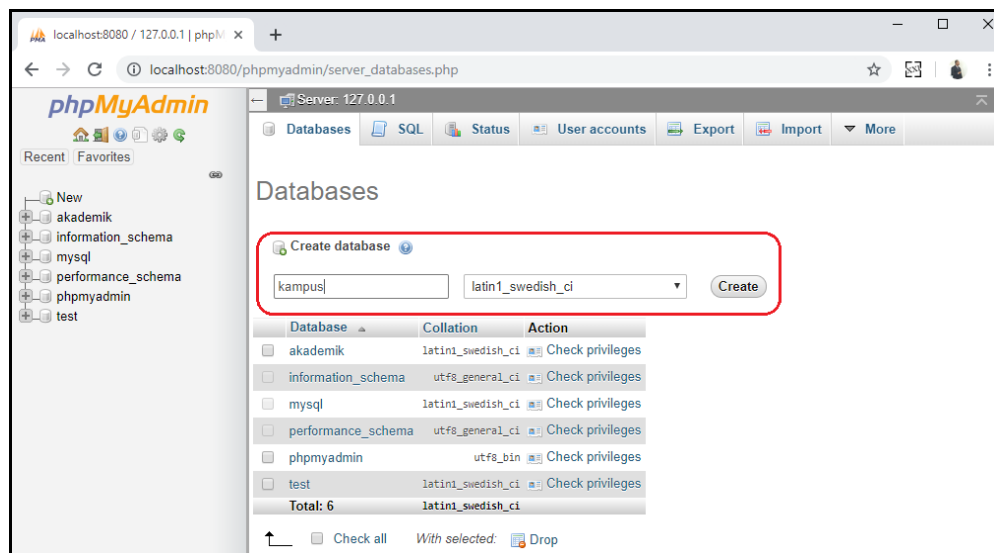 localhost:8080 / 127.0.0.1 | phpM
localhost:8080/phpmyadmin/server_databases.php
phpMyAdmin
Recent Favorites
New
akademik
information_schema
mysql
performance_schema
phpmyadmin
test
Server: 127.0.0.1
Databases SQL Status User accounts Export Import More
Databases
Create database
kampus latin1_swedish_ci Create
Database Collation Action
akademik latin1_swedish_ci Check privileges
information_schema utf8_general_ci Check privileges
mysql latin1_swedish_ci Check privileges
performance_schema utf8_general_ci Check privileges
phpmyadmin utf8_bin Check privileges
test latin1_swedish_ci Check privileges
Total: 6 latin1_swedish_ci
Check all With selected: Drop